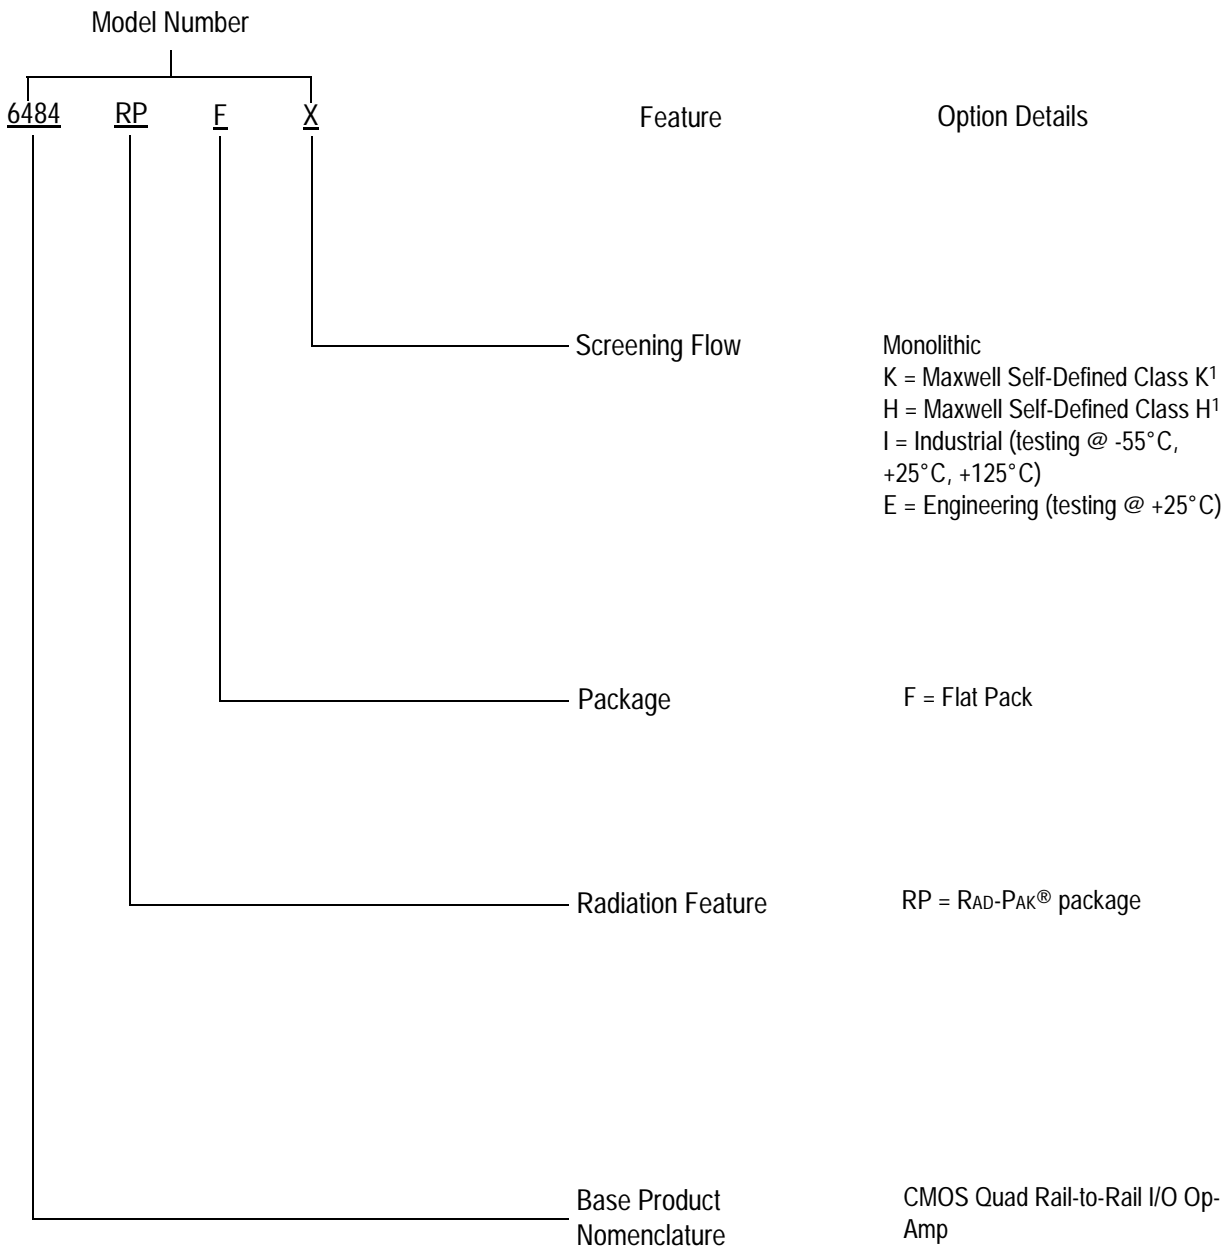 Model Number
6484 RP F X Feature Option Details
Screening Flow
Monolithic
K = Maxwell Self-Defined Class K¹
H = Maxwell Self-Defined Class H¹
I = Industrial (testing @ -55°C,
+25°C, +125°C)
E = Engineering (testing @ +25°C)
Package F = Flat Pack
Radiation Feature RP = RAD-PAK® package
Base Product
Nomenclature
CMOS Quad Rail-to-Rail I/O Op-
Amp